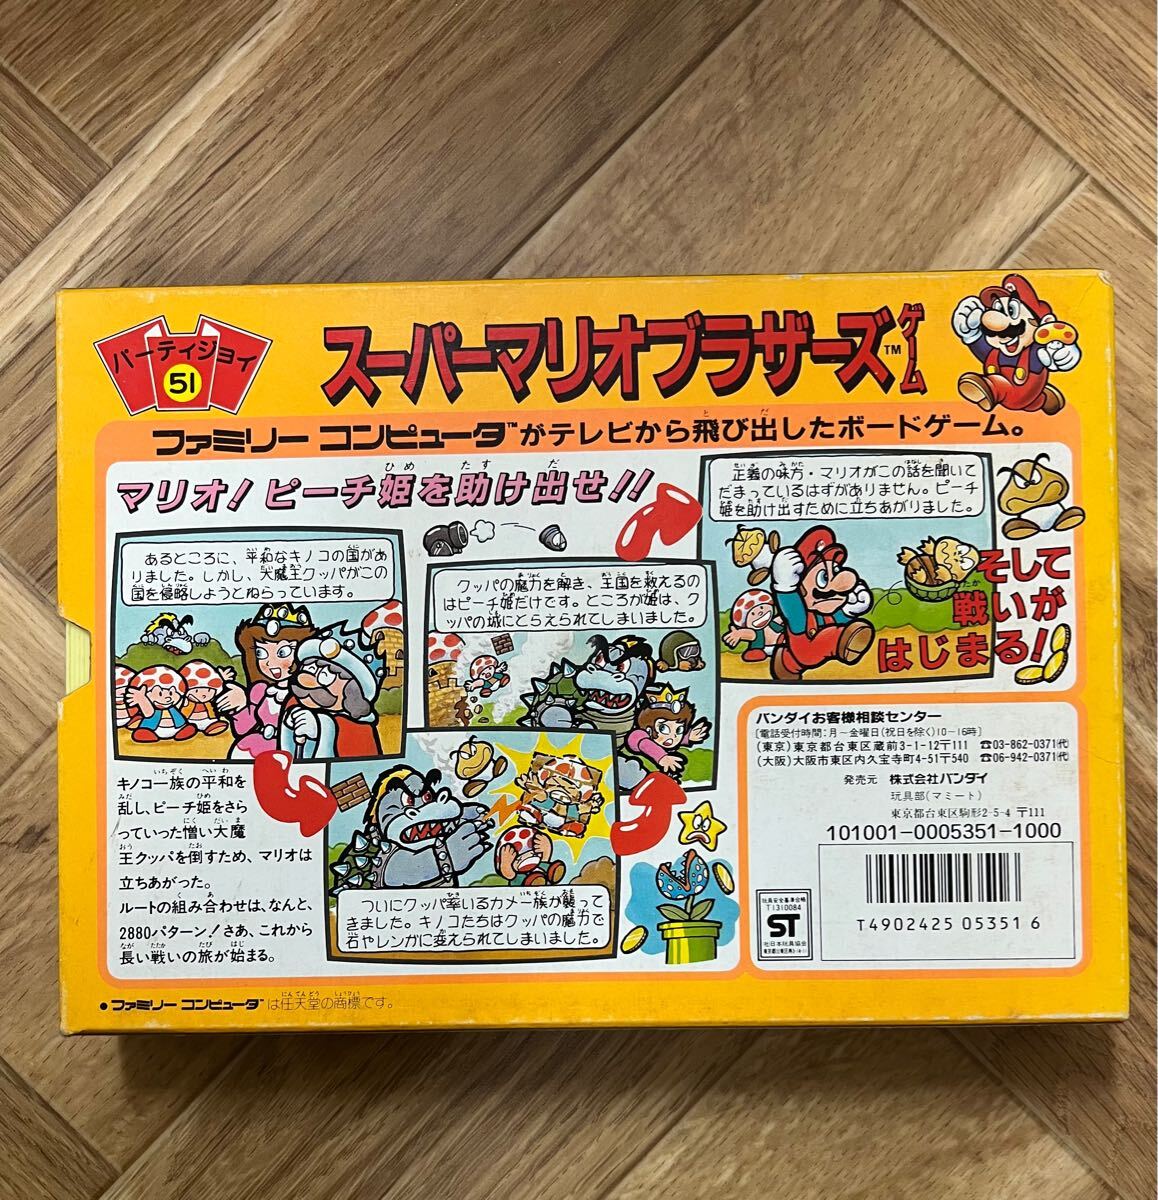 パーティジョイ
51
スーパーマリオブラザーズ™ゲーム
ファミリー コンピュータ™がテレビから飛び出したボードゲーム。
マリオ!ピーチ姫を助け出せ!!
あるところに、平和なキノコの国があ
りました。しかし、大魔王クッパがこの
国を侵略しようとねらっています。
クッパの魔力を解き、王国を救えるの
はピーチ姫だけです。ところが姫は、ク
ッパの城にとらえられてしまいました。
正義の味方・マリオがこの話を聞いて
だまっているはずがありません。ピーチ
姫を助け出すために立ちあがりました。
そして
戦いが
はじまる!
キノコ一族の平和を
乱し、ピーチ姫をさら
っていった憎い大魔
王クッパを倒すため、マリオは
立ちあがった。
ルートの組み合わせは、なんと、
2880パターン!さあ、これから
長い戦いの旅が始まる。
ついにクッパ率いるカメ一族が襲って
きました。キノコたちはクッパの魔力で
石やレンガに変えられてしまいました。
バンダイお客様相談センター
[電話受付時間:月―金曜日(祝日を除く)10―16時]
(東京)東京都台東区蔵前3-1-12〒111 ☎03-862-0371(代)
(大阪)大阪市東区内久宝寺町4-51〒540 ☎06-942-0371(代)
発売元 株式会社バンダイ
玩具部(マミート)
東京都台東区駒形2-5-4 〒111
101001-0005351-1000
玩具安全基準合格
T1310084
ST
社日本玩具協会
T4902425 05351 6
●ファミリー コンピュータ™は任天堂の商標です。